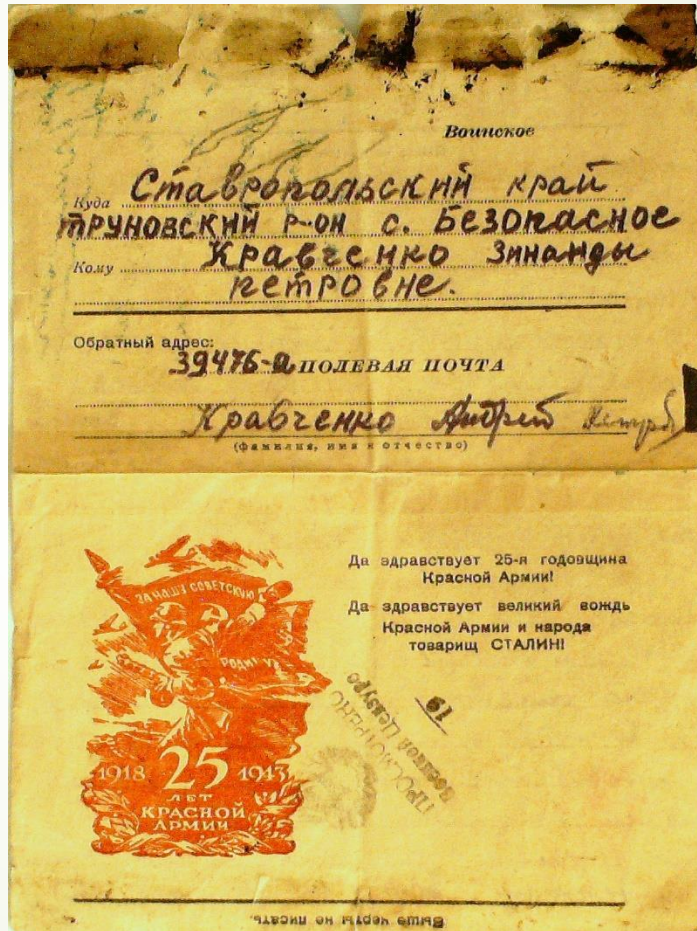 Воинское
Куда Ставропольский край
труновский р-он с. Безопасное
Кому Кравченко Зинаиды
петровне.
Обратный адрес:
39476-а ПОЛЕВАЯ ПОЧТА
Кравченко Андрей
(фамилия, имя и отчество)
Да здравствует 25-я годовщина
Красной Армии!
Да здравствует великий вождь
Красной Армии и народа
товарищ СТАЛИН!
ЗА НАШУ СОВЕТСКУЮ
РОДИНУ
1918 25 1943
ЛЕТ
КРАСНОЙ
АРМИИ
ПРОСМОТРЕНО
Военной Цензуро
19
Выше черты не писать.